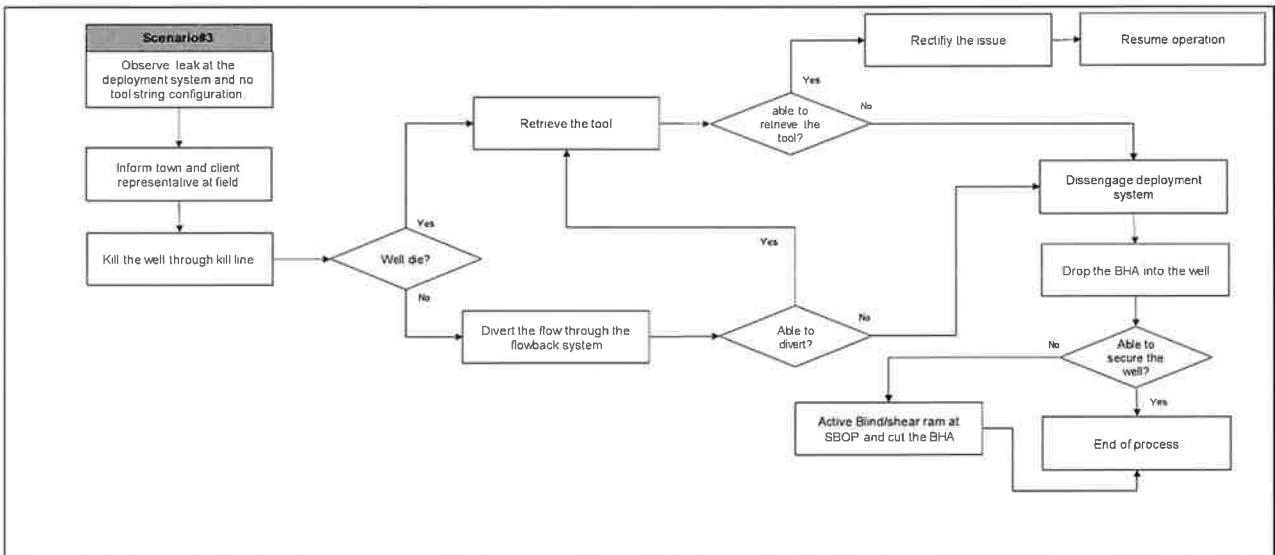 Scenario#3
Observe leak at the
deployment system and no
tool string configuration.
Inform town and client
representative at field
Kill the well through kill line
Well die?
Yes
No
Retrieve the tool
Divert the flow through the
flowback system
able to
retrieve the
tool?
Yes
No
Rectifiy the issue
Resume operation
Able to
divert?
Yes
No
Dissengage deployment
system
Drop the BHA into the well
Able to
secure the
well?
No
Yes
Active Blind/shear ram at
SBOP and cut the BHA
End of process